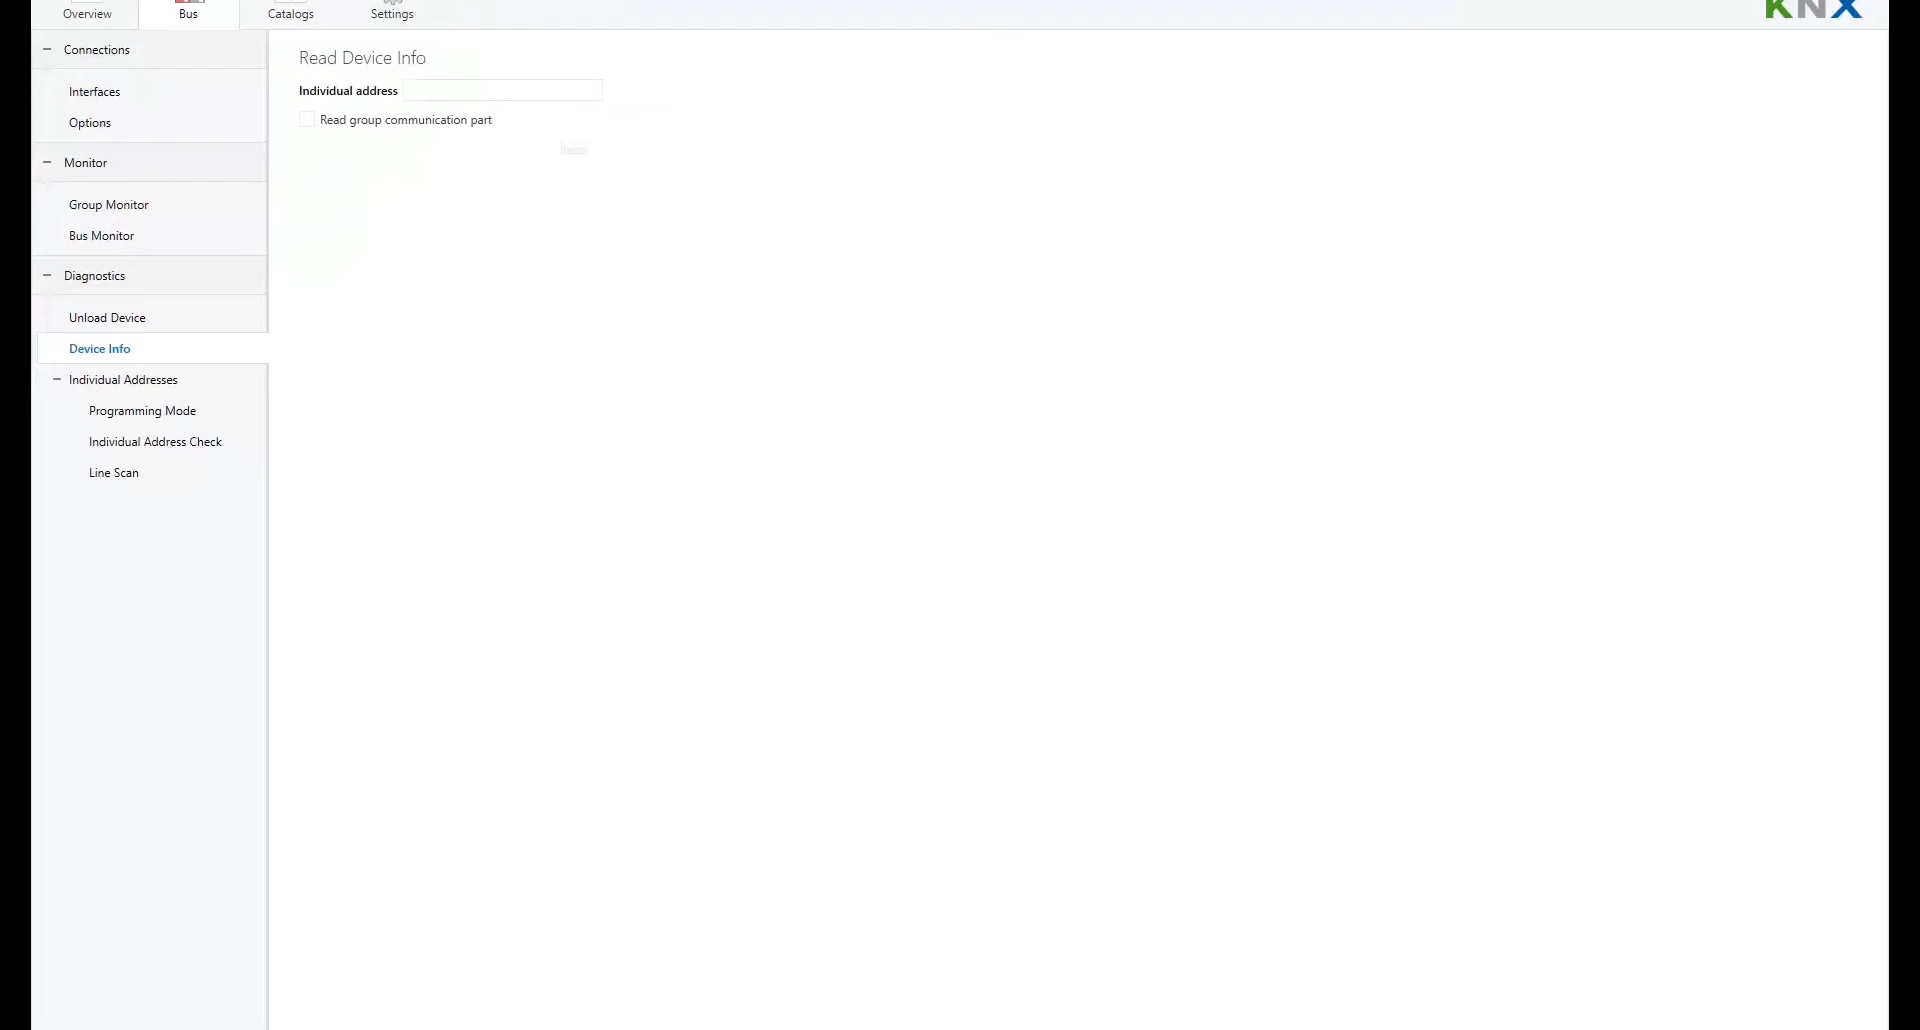 Overview
Bus
Catalogs
Settings
KNX
Connections
Interfaces
Options
Monitor
Group Monitor
Bus Monitor
Diagnostics
Unload Device
Device Info
Individual Addresses
Programming Mode
Individual Address Check
Line Scan
Read Device Info
Individual address
Read group communication part